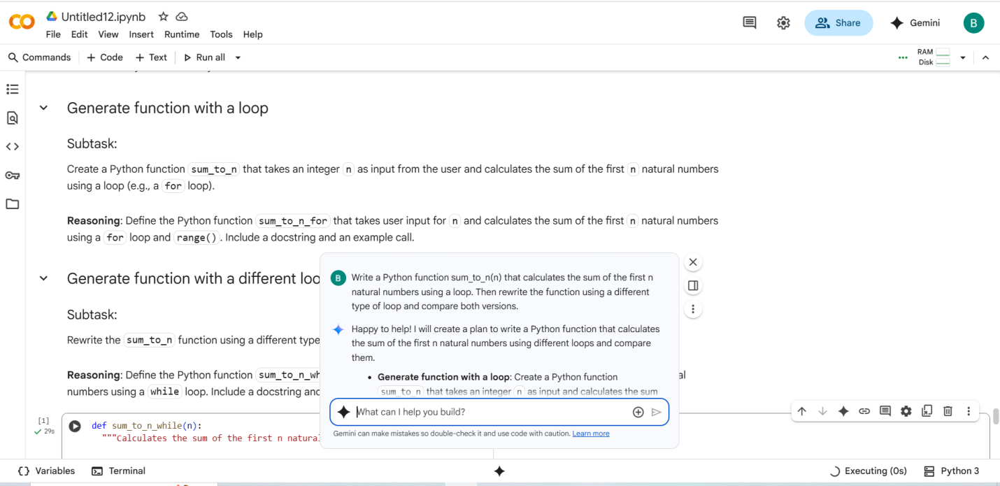 Untitled12.ipynb
File Edit View Insert Runtime Tools Help
Share
Gemini
B
Commands + Code + Text Run all
RAM
Disk
Generate function with a loop
Subtask:
Create a Python function sum_to_n that takes an integer n as input from the user and calculates the sum of the first n natural numbers
using a loop (e.g., a for loop).
Reasoning: Define the Python function sum_to_n_for that takes user input for n and calculates the sum of the first n natural numbers
using a for loop and range(). Include a docstring and an example call.
Generate function with a different loo
Subtask:
Rewrite the sum_to_n function using a different type
Reasoning: Define the Python function sum_to_n_wh
al
numbers using a while loop. Include a docstring and
[1]
29s
def sum_to_n_while(n):
"""Calculates the sum of the first n natural
B
Write a Python function sum_to_n(n) that calculates the sum of the first n
natural numbers using a loop. Then rewrite the function using a different
type of loop and compare both versions.
Happy to help! I will create a plan to write a Python function that calculates
the sum of the first n natural numbers using different loops and compare
them.
• Generate function with a loop: Create a Python function
sum_to_n that takes an integer n as input and calculates the sum
What can I help you build?
Gemini can make mistakes so double-check it and use code with caution. Learn more
Variables Terminal
Executing (0s) Python 3